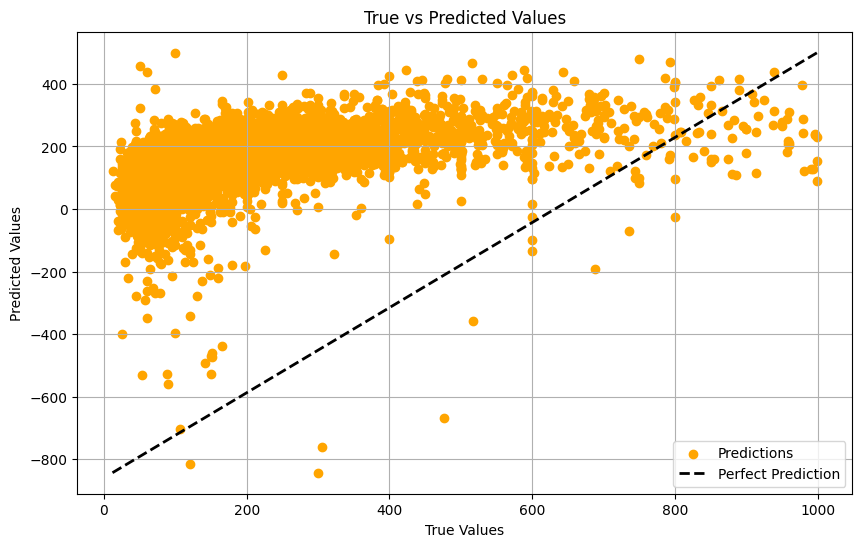 True vs Predicted Values
Predicted Values
400
200
0
−200
−400
−600
−800
0 200 400 600 800 1000
True Values
Predictions
Perfect Prediction